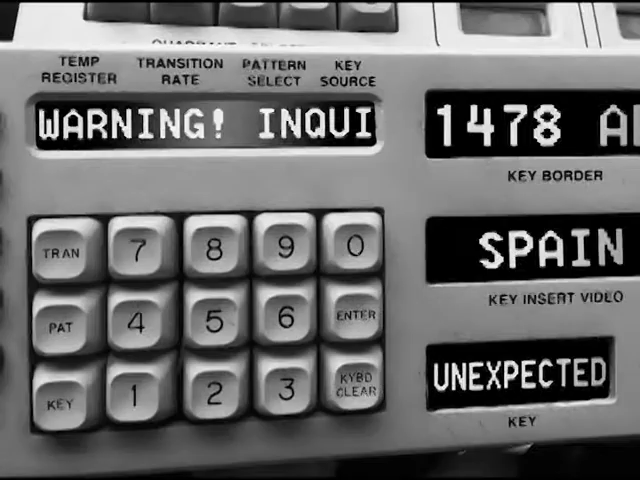 TEMP REGISTER
TRANSITION RATE
PATTERN SELECT
KEY SOURCE
WARNING! INQUI
1478 A
KEY BORDER
SPAIN
KEY INSERT VIDEO
UNEXPECTED
KEY
TRAN 7 8 9 0
PAT 4 5 6 ENTER
KEY 1 2 3 KYBD CLEAR